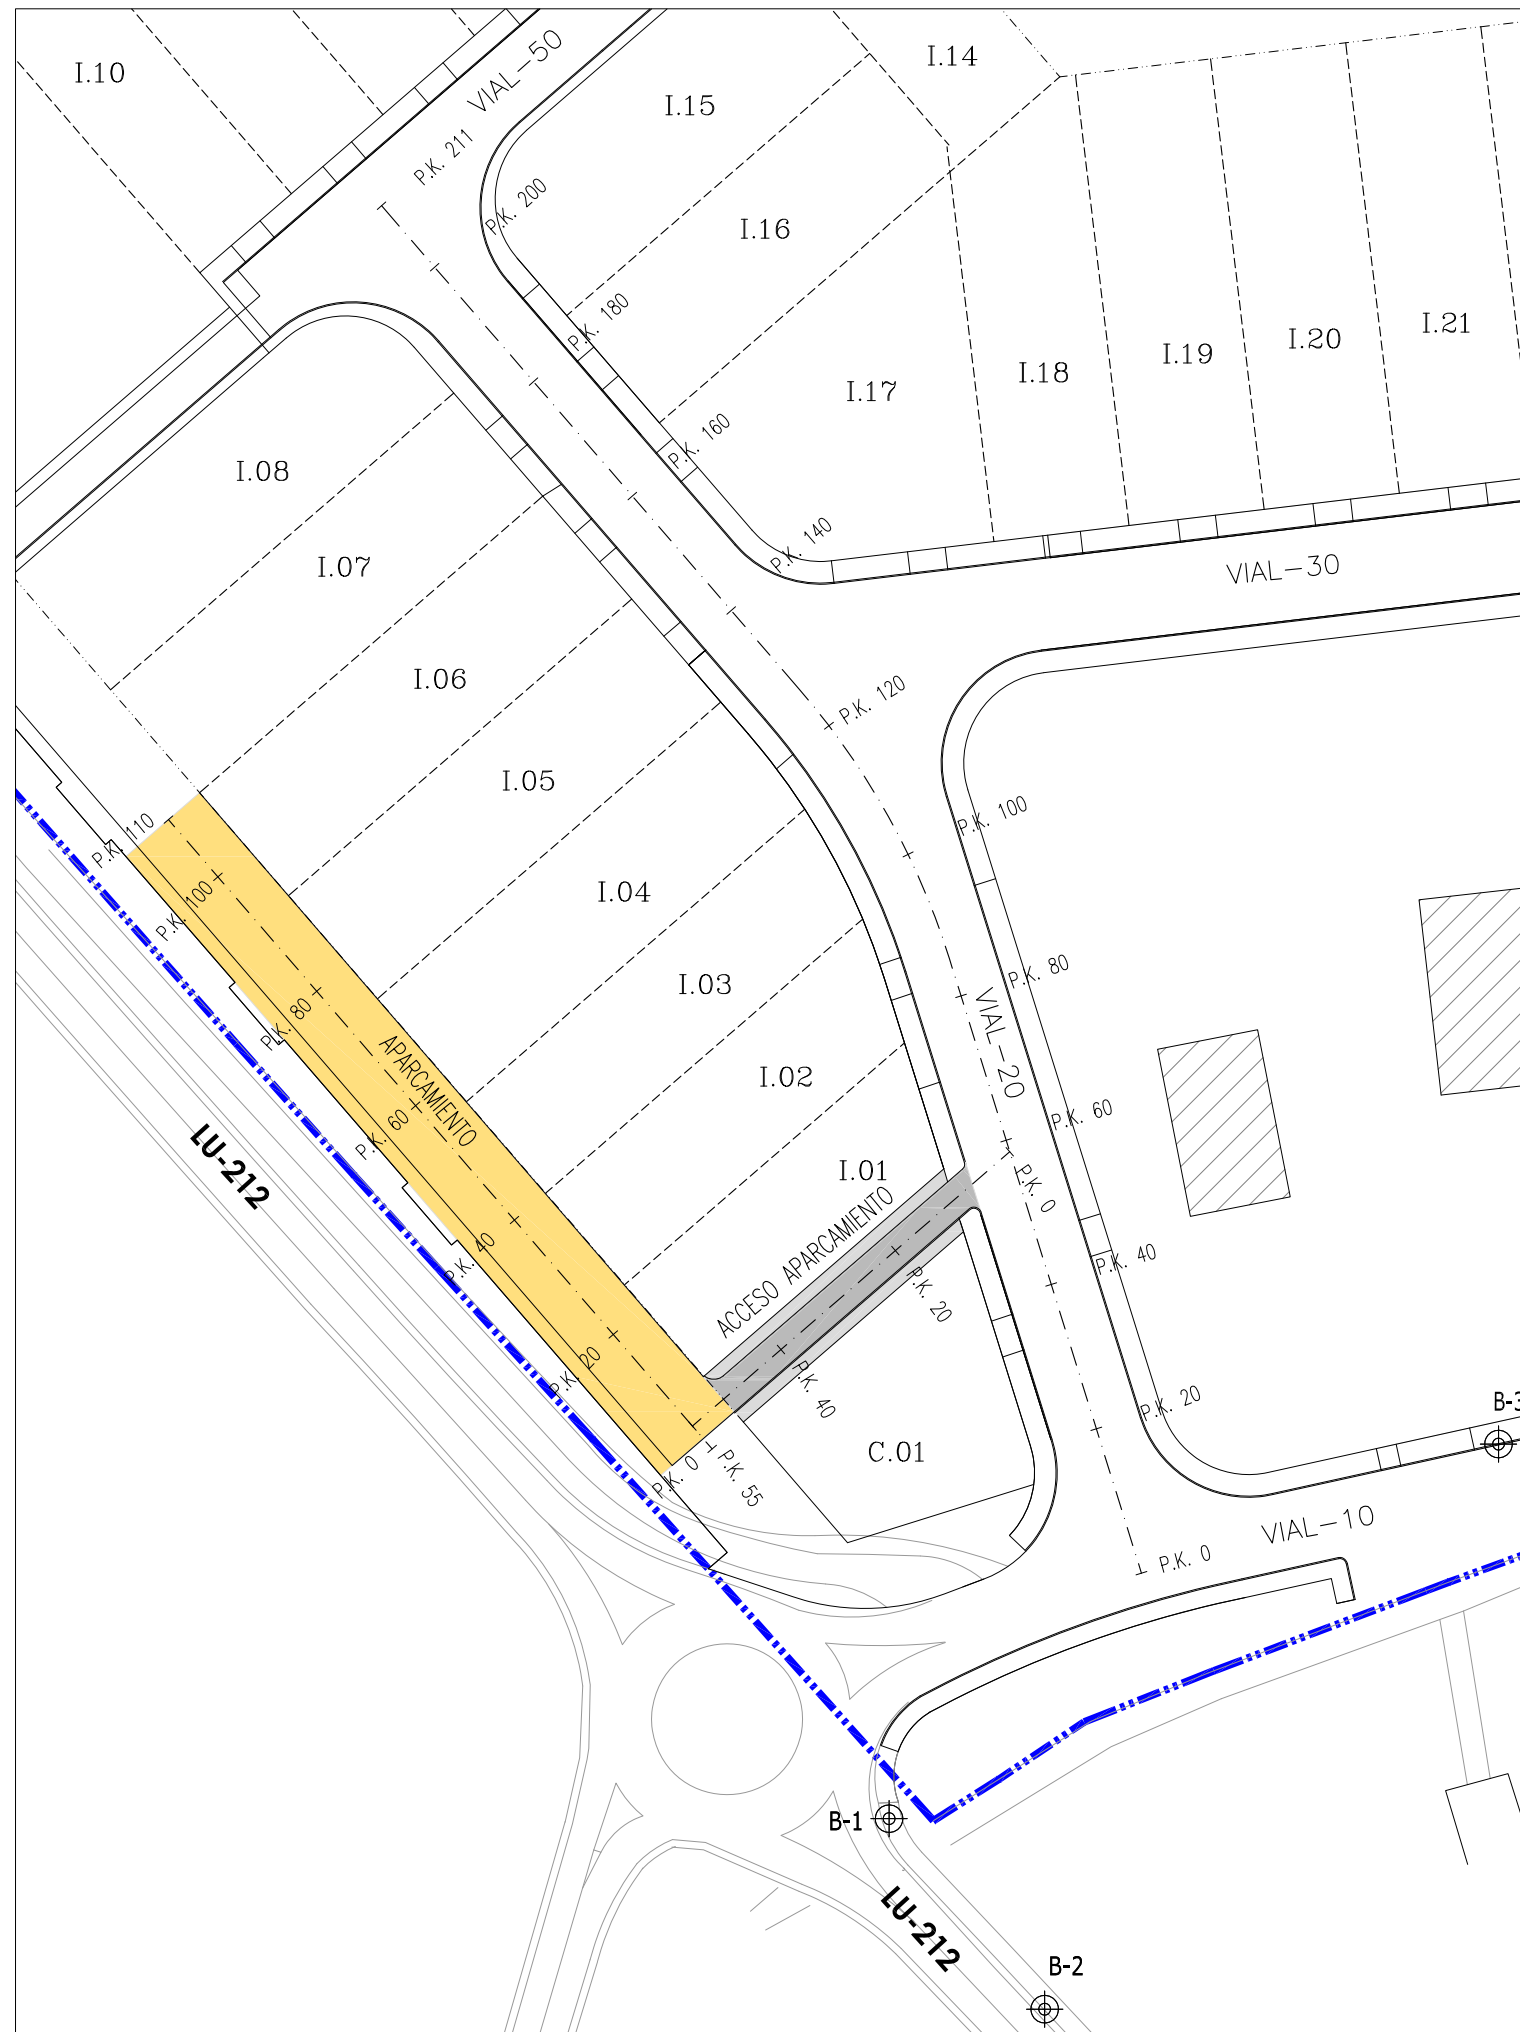 I.10
VIAL-50
I.14
I.15
P.K. 211
P.K. 200
I.16
P.K. 180
I.21
I.20
I.19
I.18
I.17
P.K. 160
I.08
P.K. 140
I.07
VIAL-30
I.06
P.K. 120
I.05
P.K. 100
P.K. 110
P.K. 100
I.04
I.03
P.K. 80
P.K. 80
VIAL-20
APARCAMIENTO
I.02
P.K. 60
P.K. 60
LU-212
I.01
P.K. 0
ACCESO APARCAMIENTO
P.K. 40
P.K. 40
P.K. 20
P.K. 20
P.K. 40
P.K. 20
B-3
C.01
P.K. 0
P.K. 55
VIAL-10
P.K. 0
B-1
LU-212
B-2